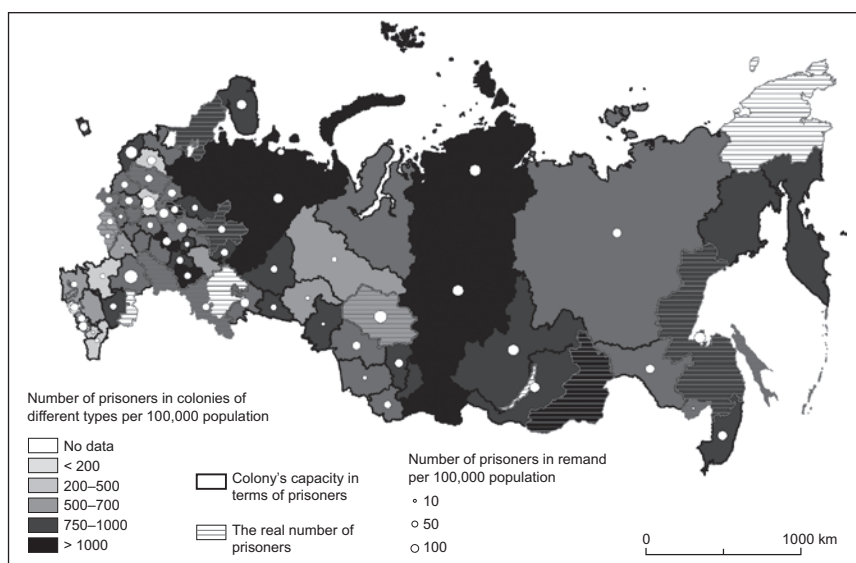 Number of prisoners in colonies of
different types per 100,000 population
No data
< 200
200–500
500–700
750–1000
> 1000
Colony's capacity in
terms of prisoners
The real number of
prisoners
Number of prisoners in remand
per 100,000 population
10
50
100
0 1000 km